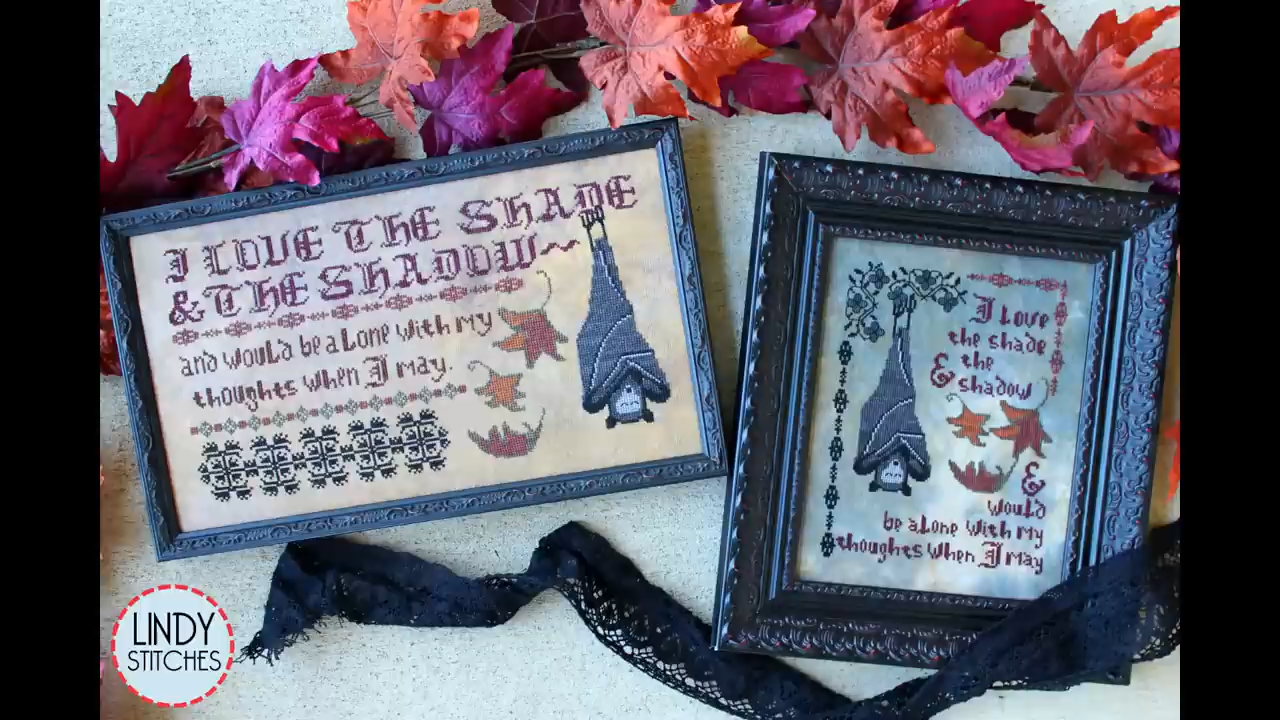 I LOVE THE SHADE
& THE SHADOW
and would be alone with my
thoughts when I may.
I love
the shade
the
& shadow
&
would
be alone with my
thoughts when I may
LINDY
STITCHES